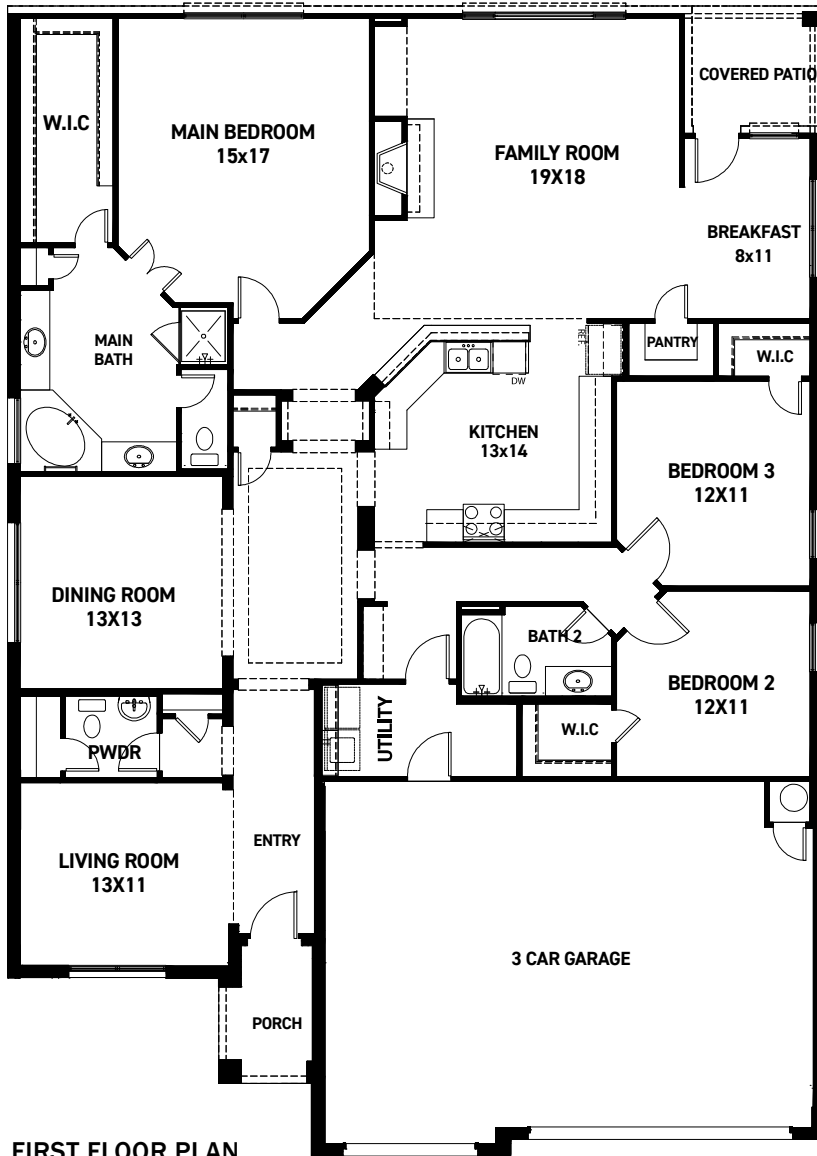 COVERED PATIO
W.I.C
MAIN BEDROOM
15x17
FAMILY ROOM
19X18
BREAKFAST
8x11
MAIN
BATH
REF.
PANTRY
W.I.C
DW
KITCHEN
13x14
BEDROOM 3
12X11
DINING ROOM
13X13
BATH 2
BEDROOM 2
12X11
UTILITY
W.I.C
PWDR
ENTRY
LIVING ROOM
13X11
3 CAR GARAGE
PORCH
FIRST FLOOR PLAN